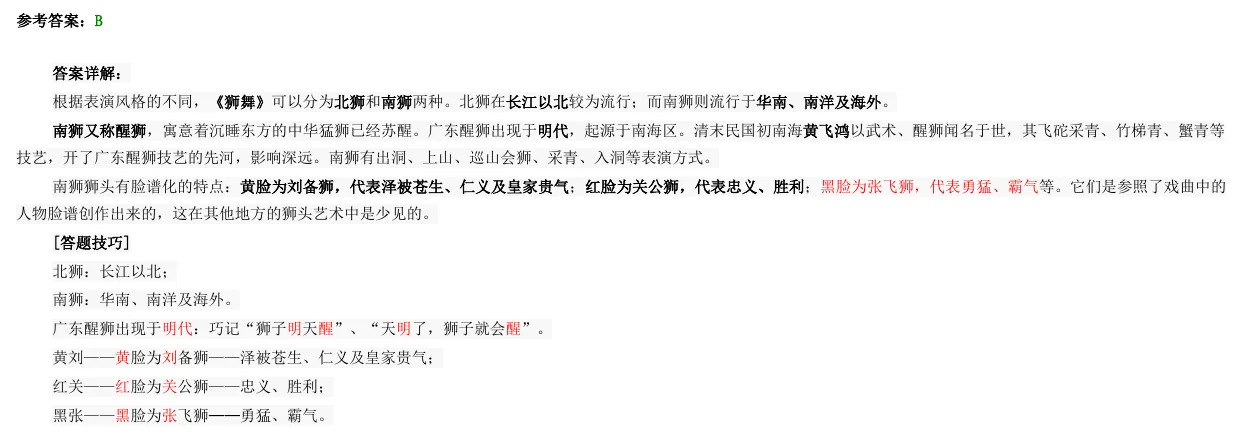 参考答案：B
答案详解：
根据表演风格的不同，《狮舞》可以分为北狮和南狮两种。北狮在长江以北较为流行；而南狮则流行于华南、南洋及海外。
南狮又称醒狮，寓意着沉睡东方的中华猛狮已经苏醒。广东醒狮出现于明代，起源于南海区。清末民国初南海黄飞鸿以武术、醒狮闻名于世，其飞砣采青、竹梯青、蟹青等
技艺，开了广东醒狮技艺的先河，影响深远。南狮有出洞、上山、巡山会狮、采青、入洞等表演方式。
南狮狮头有脸谱化的特点：黄脸为刘备狮，代表泽被苍生、仁义及皇家贵气；红脸为关公狮，代表忠义、胜利；黑脸为张飞狮，代表勇猛、霸气等。它们是参照了戏曲中的
人物脸谱创作出来的，这在其他地方的狮头艺术中是少见的。
[答题技巧]
北狮：长江以北；
南狮：华南、南洋及海外。
广东醒狮出现于明代：巧记“狮子明天醒”、“天明了，狮子就会醒”。
黄刘——黄脸为刘备狮——泽被苍生、仁义及皇家贵气；
红关——红脸为关公狮——忠义、胜利；
黑张——黑脸为张飞狮——勇猛、霸气。